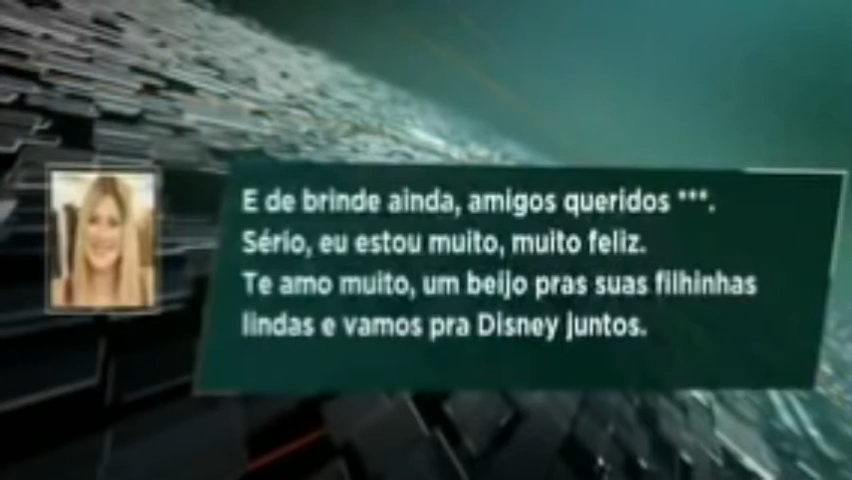 E de brinde ainda, amigos queridos ***.
Sério, eu estou muito, muito feliz.
Te amo muito, um beijo pras suas filhinhas
lindas e vamos pra Disney juntos.